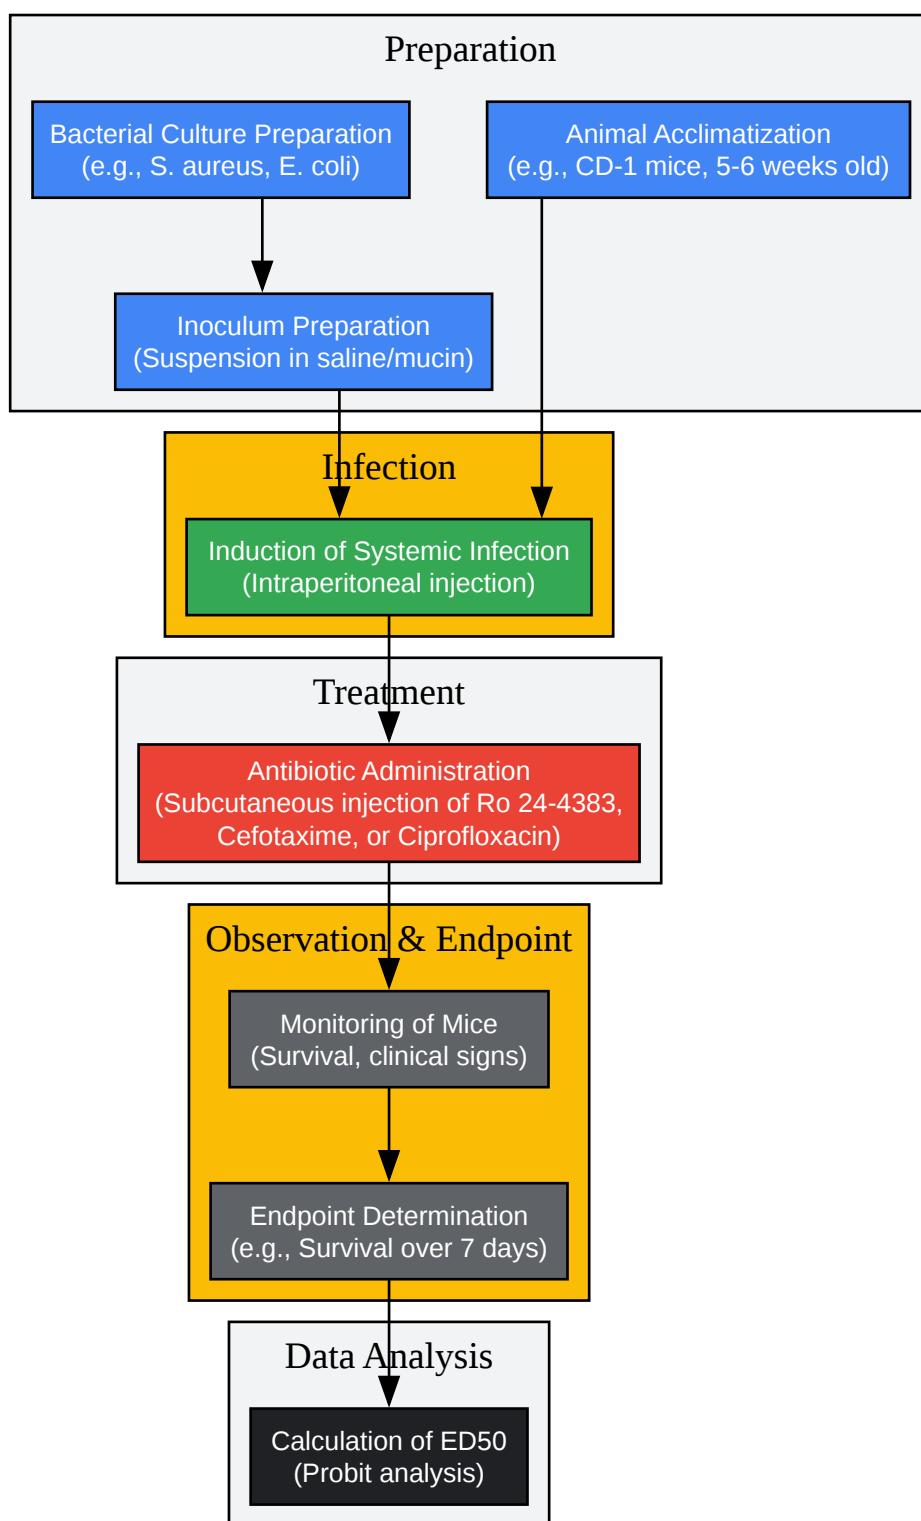 Preparation
Bacterial Culture Preparation
(e.g., S. aureus, E. coli)
Animal Acclimatization
(e.g., CD-1 mice, 5-6 weeks old)
Inoculum Preparation
(Suspension in saline/mucin)
Infection
Induction of Systemic Infection
(Intraperitoneal injection)
Treatment
Antibiotic Administration
(Subcutaneous injection of Ro 24-4383,
Cefotaxime, or Ciprofloxacin)
Observation & Endpoint
Monitoring of Mice
(Survival, clinical signs)
Endpoint Determination
(e.g., Survival over 7 days)
Data Analysis
Calculation of ED50
(Probit analysis)